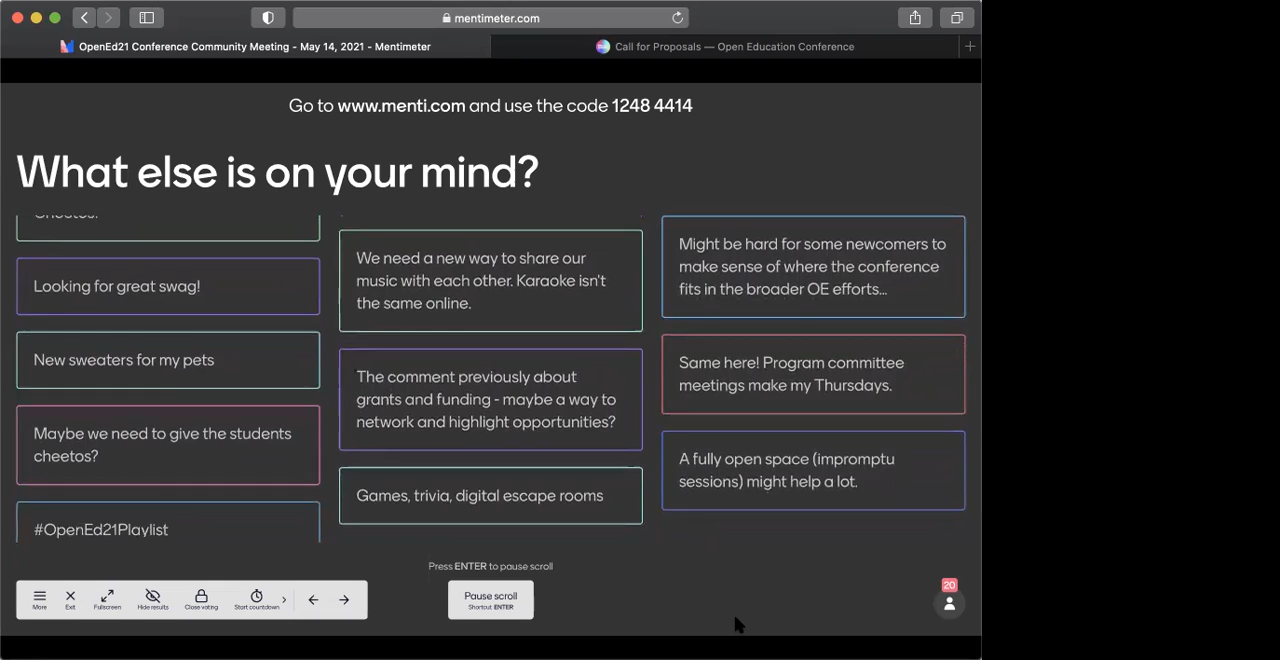 mentimeter.com
OpenEd21 Conference Community Meeting - May 14, 2021 - Mentimeter
Call for Proposals — Open Education Conference
Go to www.menti.com and use the code 1248 4414
What else is on your mind?
Cheetos!
Looking for great swag!
New sweaters for my pets
Maybe we need to give the students
cheetos?
#OpenEd21Playlist
We need a new way to share our
music with each other. Karaoke isn't
the same online.
The comment previously about
grants and funding - maybe a way to
network and highlight opportunities?
Games, trivia, digital escape rooms
Might be hard for some newcomers to
make sense of where the conference
fits in the broader OE efforts...
Same here! Program committee
meetings make my Thursdays.
A fully open space (impromptu
sessions) might help a lot.
Press ENTER to pause scroll
More
Exit
Fullscreen
Hide results
Close voting
Start countdown
Pause scroll
Shortcut ENTER
20